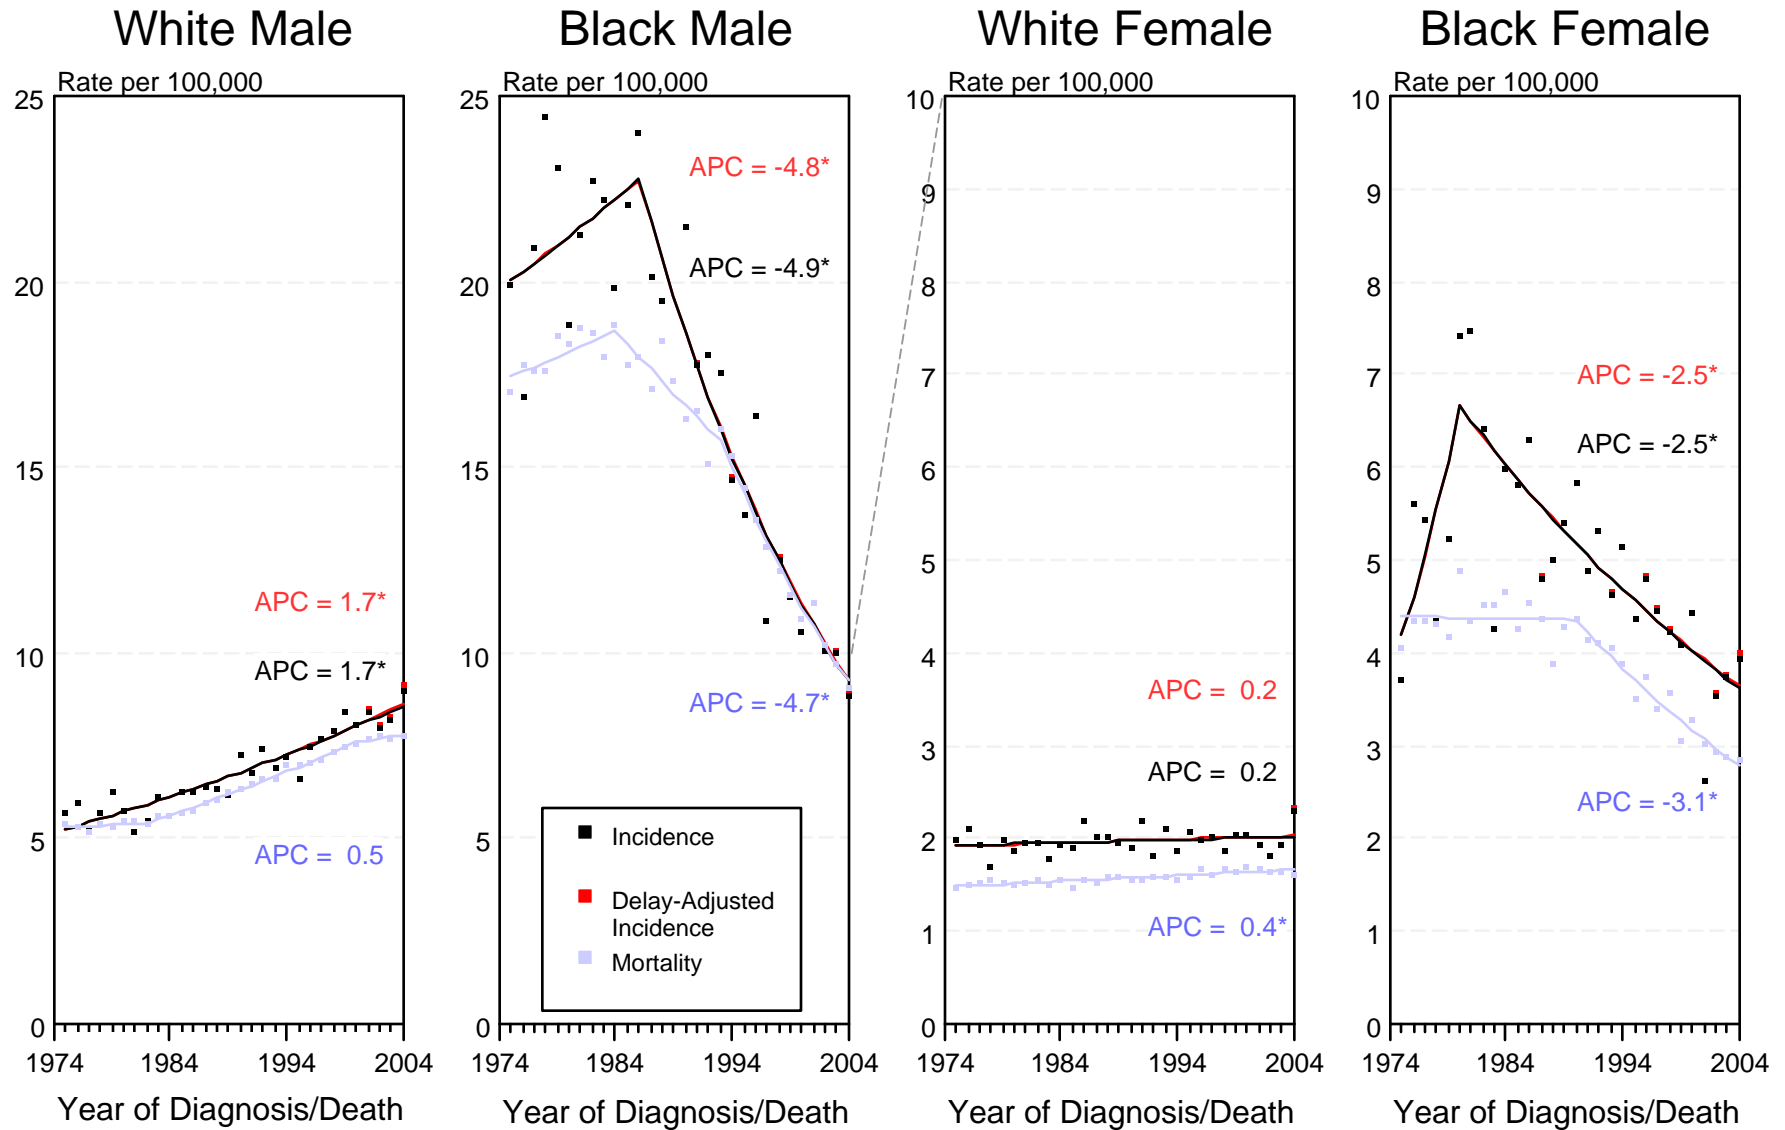 White Male
Black Male
White Female
Black Female
Rate per 100,000
25
20
15
10
5
0
APC = 1.7*
APC = 1.7*
APC = 0.5
1974
1984
1994
2004
Year of Diagnosis/Death
Rate per 100,000
25
20
15
10
5
0
APC = -4.8*
APC = -4.9*
APC = -4.7*
Incidence
Delay-Adjusted
Incidence
Mortality
1974
1984
1994
2004
Year of Diagnosis/Death
Rate per 100,000
10
9
8
7
6
5
4
3
2
1
0
APC = 0.2
APC = 0.2
APC = 0.4*
1974
1984
1994
2004
Year of Diagnosis/Death
Rate per 100,000
10
9
8
7
6
5
4
3
2
1
0
APC = -2.5*
APC = -2.5*
APC = -3.1*
1974
1984
1994
2004
Year of Diagnosis/Death